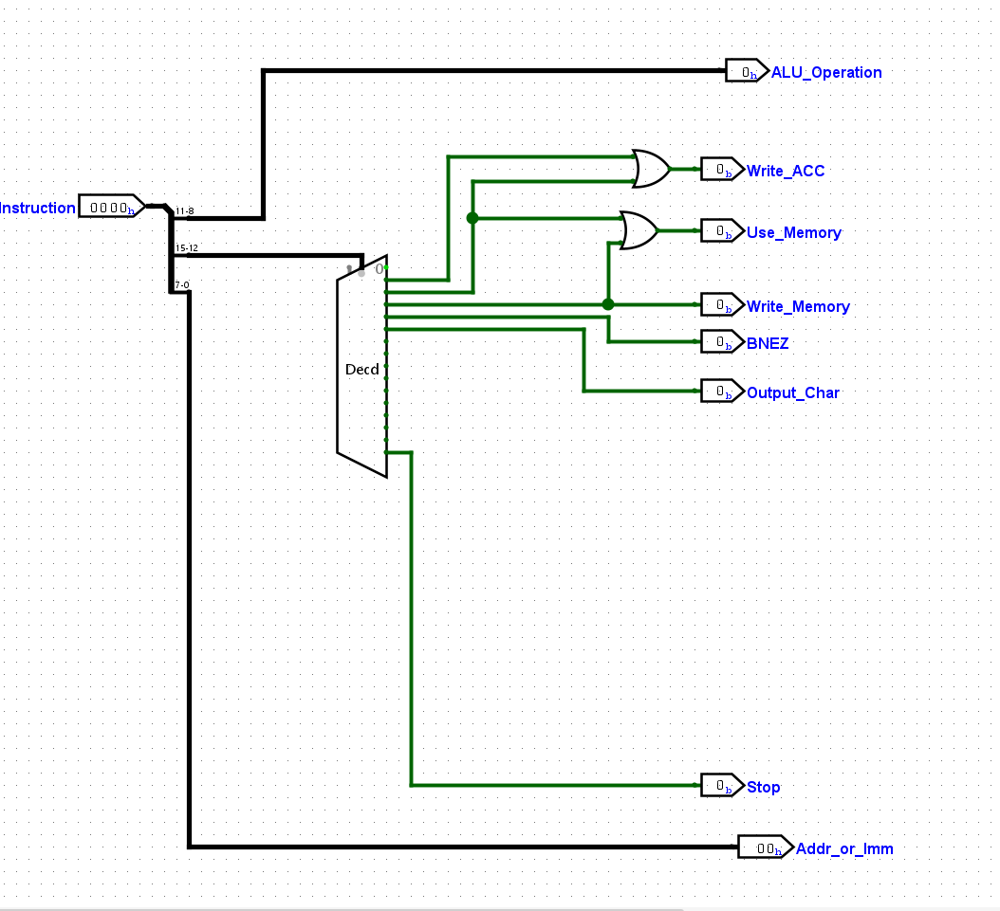 0h ALU_Operation
0b Write_ACC
Instruction 0000h
11-8
0b Use_Memory
15-12
0
7-0
0b Write_Memory
0b BNEZ
Decd
0b Output_Char
0b Stop
00h Addr_or_Imm